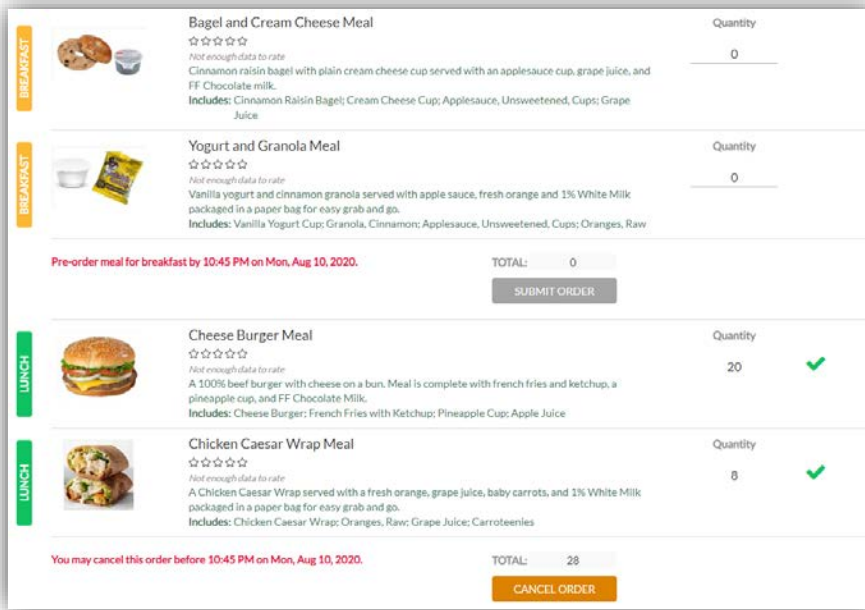 BREAKFAST
Bagel and Cream Cheese Meal
Quantity
Not enough data to rate
0
Cinnamon raisin bagel with plain cream cheese cup served with an applesauce cup, grape juice, and
FF Chocolate milk.
Includes: Cinnamon Raisin Bagel; Cream Cheese Cup; Applesauce, Unsweetened, Cups; Grape
Juice
BREAKFAST
Yogurt and Granola Meal
Quantity
Not enough data to rate
0
Vanilla yogurt and cinnamon granola served with apple sauce, fresh orange and 1% White Milk
packaged in a paper bag for easy grab and go.
Includes: Vanilla Yogurt Cup; Granola, Cinnamon; Applesauce, Unsweetened, Cups; Oranges, Raw
Pre-order meal for breakfast by 10:45 PM on Mon, Aug 10, 2020.
TOTAL: 0
SUBMIT ORDER
LUNCH
Cheese Burger Meal
Quantity
Not enough data to rate
20
A 100% beef burger with cheese on a bun. Meal is complete with french fries and ketchup, a
pineapple cup, and FF Chocolate Milk.
Includes: Cheese Burger; French Fries with Ketchup; Pineapple Cup; Apple Juice
LUNCH
Chicken Caesar Wrap Meal
Quantity
Not enough data to rate
8
A Chicken Caesar Wrap served with a fresh orange, grape juice, baby carrots, and 1% White Milk
packaged in a paper bag for easy grab and go.
Includes: Chicken Caesar Wrap; Oranges, Raw; Grape Juice; Carroteenies
You may cancel this order before 10:45 PM on Mon, Aug 10, 2020.
TOTAL: 28
CANCEL ORDER